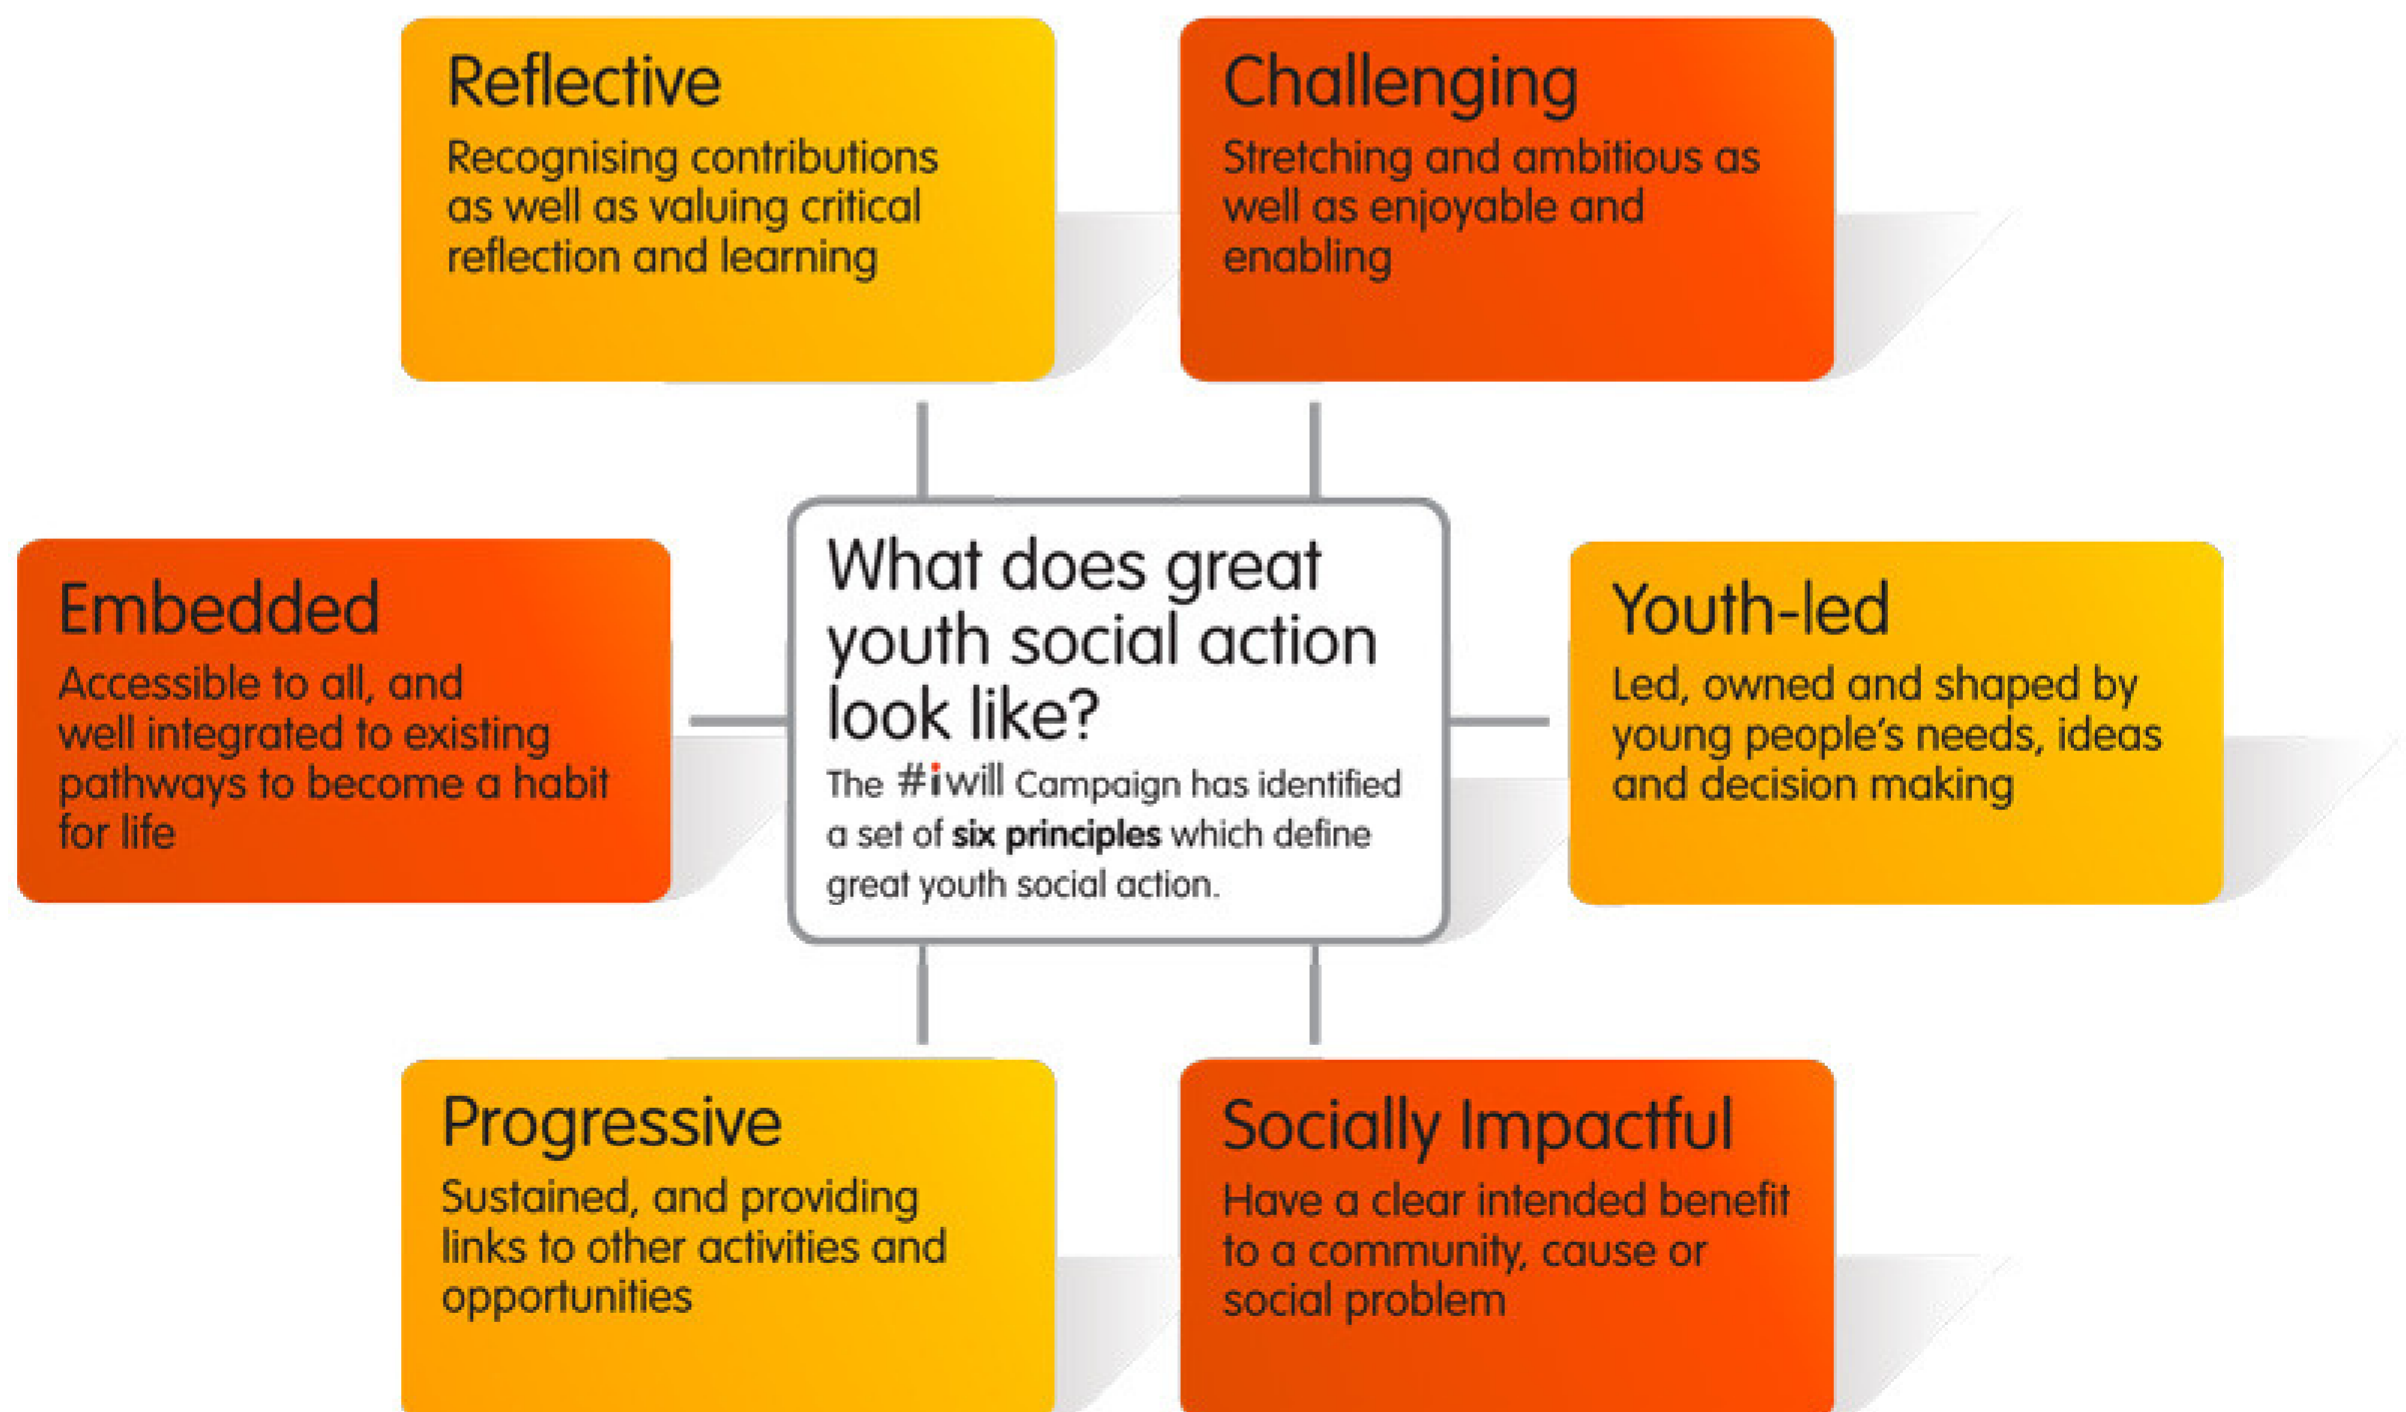 Reflective
Recognising contributions
as well as valuing critical
reflection and learning
Challenging
Stretching and ambitious as
well as enjoyable and
enabling
Embedded
Accessible to all, and
well integrated to existing
pathways to become a habit
for life
What does great
youth social action
look like?
The #iwill Campaign has identified
a set of six principles which define
great youth social action.
Youth-led
Led, owned and shaped by
young people's needs, ideas
and decision making
Progressive
Sustained, and providing
links to other activities and
opportunities
Socially Impactful
Have a clear intended benefit
to a community, cause or
social problem